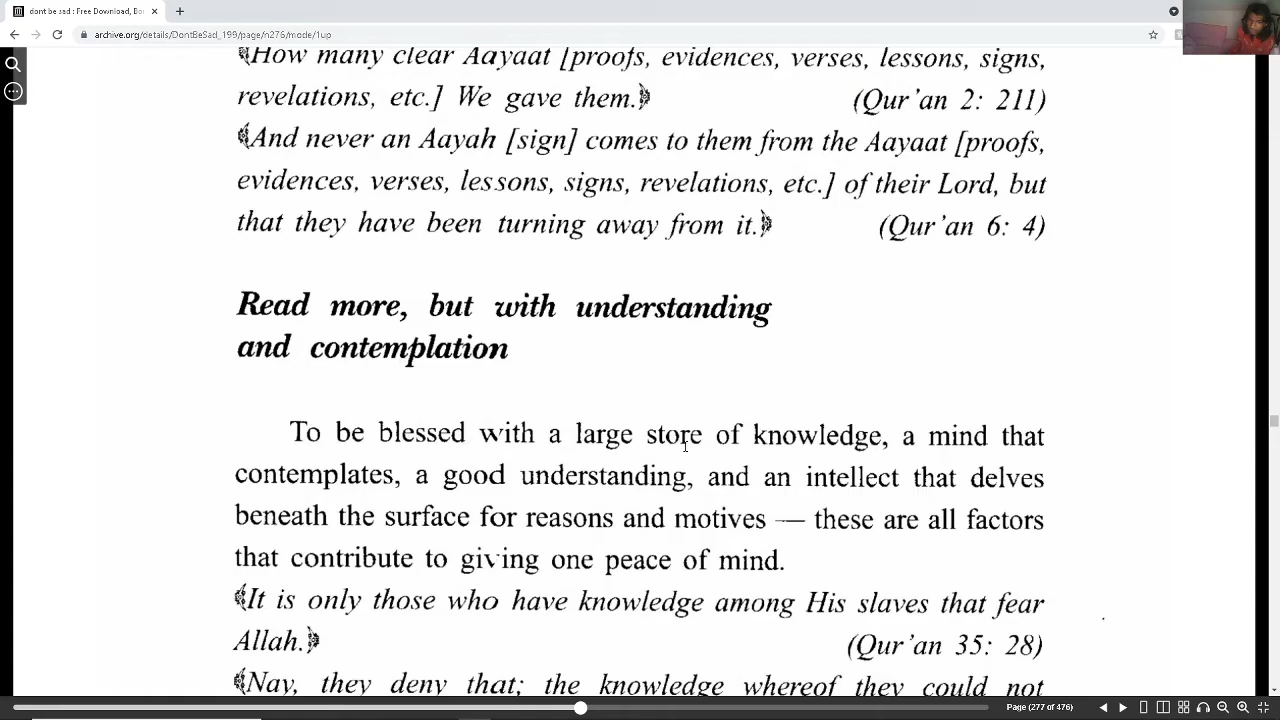 dont be sad : Free Download, Bo
archive.org/details/DontBeSad_199/page/n276/mode/1up
﴾How many clear Aayaat [proofs, evidences, verses, lessons, signs,
revelations, etc.] We gave them.﴿ (Qur’an 2: 211)
﴾And never an Aayah [sign] comes to them from the Aayaat [proofs,
evidences, verses, lessons, signs, revelations, etc.] of their Lord, but
that they have been turning away from it.﴿ (Qur’an 6: 4)
Read more, but with understanding
and contemplation
To be blessed with a large store of knowledge, a mind that
contemplates, a good understanding, and an intellect that delves
beneath the surface for reasons and motives — these are all factors
that contribute to giving one peace of mind.
﴾It is only those who have knowledge among His slaves that fear
Allah.﴿ (Qur’an 35: 28)
﴾Nay, they deny that; the knowledge whereof they could not
Page (277 of 476)